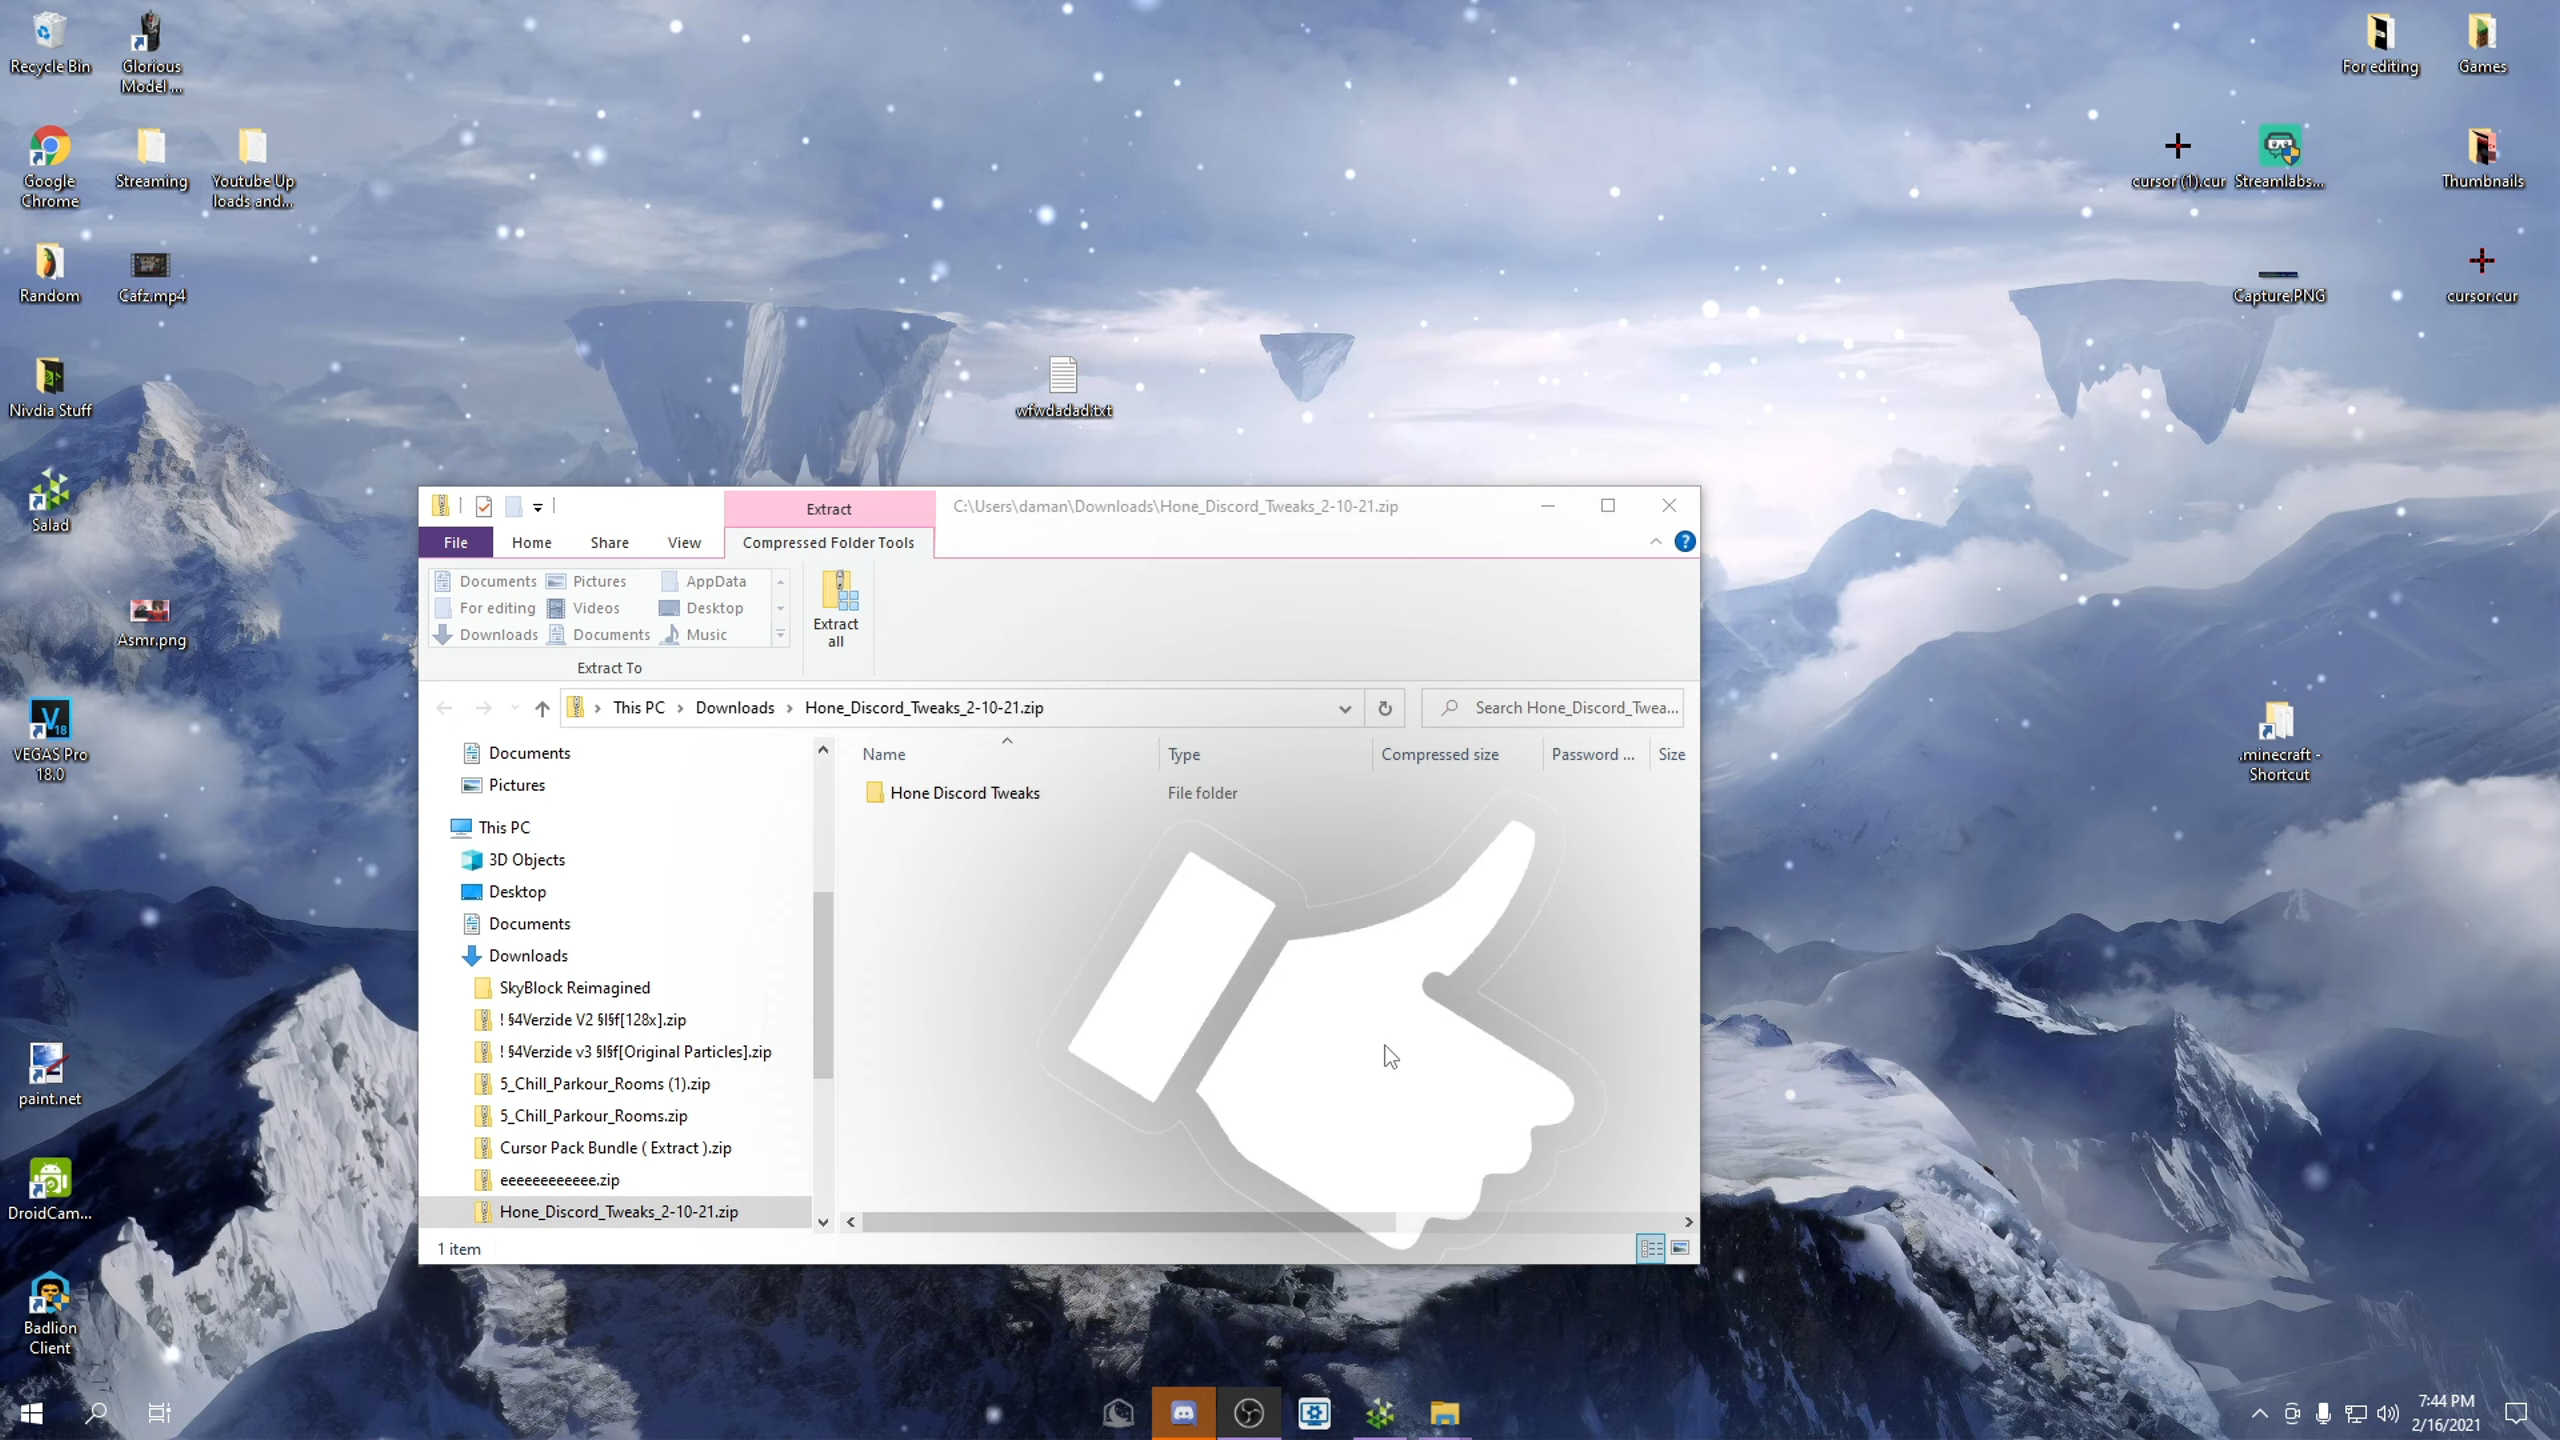 Recycle Bin
Glorious
Model ...
For editing
Games
Google
Chrome
Streaming
Youtube Up
loads and...
cursor (1).cur
Streamlabs...
Thumbnails
Random
Cafz.mp4
Capture.PNG
cursor.cur
Nivdia Stuff
wfwdadad.txt
Salad
Asmr.png
VEGAS Pro
18.0
.minecraft -
Shortcut
paint.net
DroidCam...
Badlion
Client
Extract
C:\Users\daman\Downloads\Hone_Discord_Tweaks_2-10-21.zip
File
Home
Share
View
Compressed Folder Tools
Documents
Pictures
AppData
For editing
Videos
Desktop
Downloads
Documents
Music
Extract
all
Extract To
This PC
Downloads
Hone_Discord_Tweaks_2-10-21.zip
Search Hone_Discord_Twea...
Documents
Pictures
This PC
3D Objects
Desktop
Documents
Downloads
SkyBlock Reimagined
! §4Verzide V2 §l§f[128x].zip
! §4Verzide v3 §l§f[Original Particles].zip
5_Chill_Parkour_Rooms (1).zip
5_Chill_Parkour_Rooms.zip
Cursor Pack Bundle ( Extract ).zip
eeeeeeeeeeee.zip
Hone_Discord_Tweaks_2-10-21.zip
Name
Type
Compressed size
Password ...
Size
Hone Discord Tweaks
File folder
1 item
7:44 PM
2/16/2021